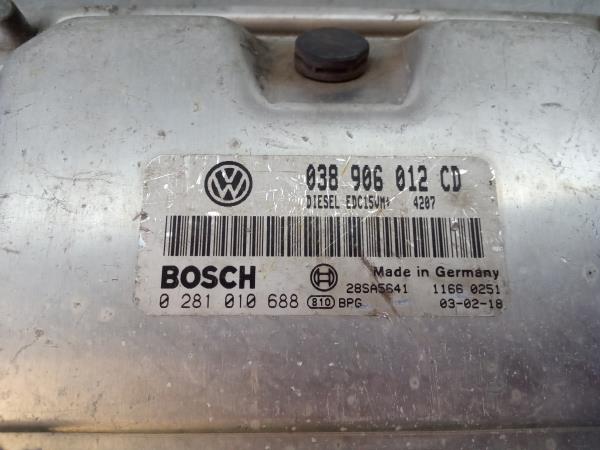 VW 038 906 012 CD
DIESEL EDC15VM+ 4207
BOSCH Made in Germany
28SA5641 1166 0251
0 281 010 688 810 BPG 03-02-18